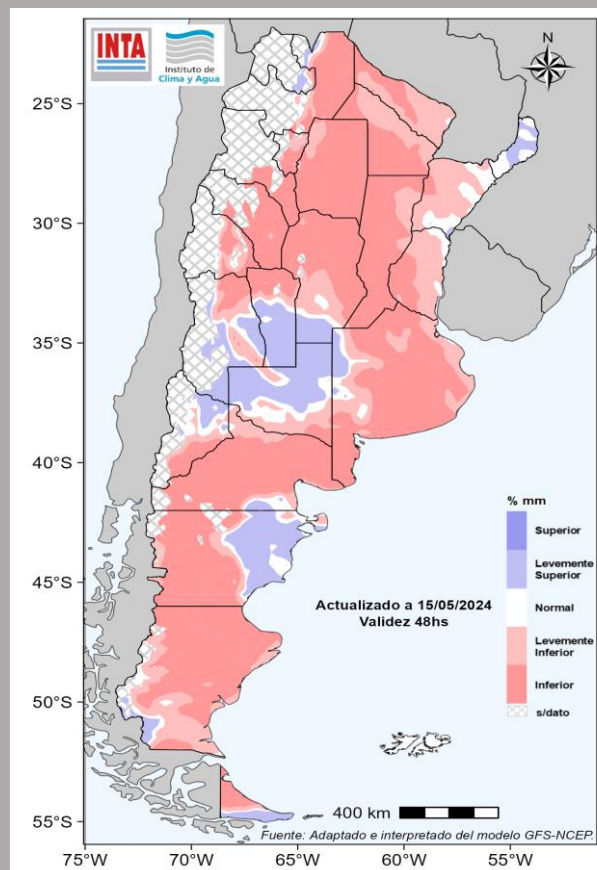 INTA
Instituto de
Clima y Agua
N
25°S
30°S
35°S
40°S
45°S
50°S
55°S
% mm
Superior
Levemente
Superior
Normal
Levemente
Inferior
Inferior
s/dato
Actualizado a 15/05/2024
Validez 48hs
400 km
Fuente: Adaptado e interpretado del modelo GFS-NCEP.
75°W
70°W
65°W
60°W
55°W